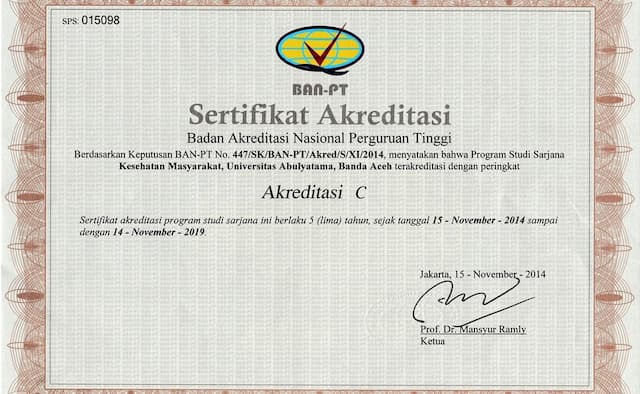 SPS: 015098
BAN-PT
Sertifikat Akreditasi
Badan Akreditasi Nasional Perguruan Tinggi
Berdasarkan Keputusan BAN-PT No. 447/SK/BAN-PT/Akred/S/XI/2014, menyatakan bahwa Program Studi Sarjana
Kesehatan Masyarakat, Universitas Abulyatama, Banda Aceh terakreditasi dengan peringkat
Akreditasi C
Sertifikat akreditasi program studi sarjana ini berlaku 5 (lima) tahun, sejak tanggal 15 - November - 2014 sampai
dengan 14 - November - 2019.
Jakarta, 15 - November - 2014
Prof. Dr. Mansyur Ramly
Ketua